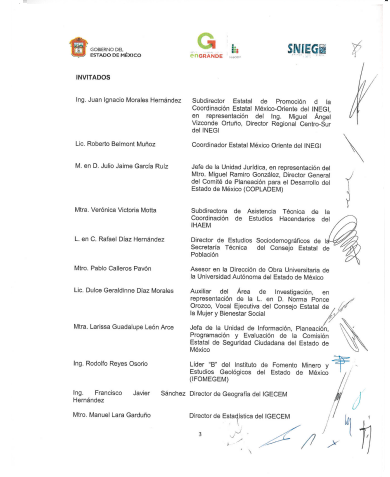 GOBIERNO DEL
ESTADO DE MÉXICO
enGRANDE
SNIEG
INVITADOS
Ing. Juan Ignacio Morales Hernández
Subdirector Estatal de Promoción d la
Coordinación Estatal México-Oriente del INEGI,
en representación del Ing. Miguel Ángel
Vizconde Ortuño, Director Regional Centro-Sur
del INEGI
Lic. Roberto Belmont Muñoz
Coordinador Estatal México Oriente del INEGI
M. en D. Julio Jaime García Ruíz
Jefe de la Unidad Jurídica, en representación del
Mtro. Miguel Ramiro González, Director General
del Comité de Planeación para el Desarrollo del
Estado de México (COPLADEM)
Mtra. Verónica Victoria Motta
Subdirectora de Asistencia Técnica de la
Coordinación de Estudios Hacendarios del
IHAEM
L. en C. Rafael Díaz Hernández
Director de Estudios Sociodemográficos de la
Secretaría Técnica del Consejo Estatal de
Población
Mtro. Pablo Calleros Pavón
Asesor en la Dirección de Obra Universitaria de
la Universidad Autónoma del Estado de México
Lic. Dulce Geraldinne Díaz Morales
Auxiliar del Área de Investigación, en
representación de la L. en D. Norma Ponce
Orozco, Vocal Ejecutiva del Consejo Estatal de
la Mujer y Bienestar Social
Mtra. Larissa Guadalupe León Arce
Jefa de la Unidad de Información, Planeación,
Programación y Evaluación de la Comisión
Estatal de Seguridad Ciudadana del Estado de
México
Ing. Rodolfo Reyes Osorio
Líder "B" del Instituto de Fomento Minero y
Estudios Geológicos del Estado de México
(IFOMEGEM)
Ing. Francisco Javier Sánchez
Hernández
Director de Geografía del IGECEM
Mtro. Manuel Lara Garduño
Director de Estadística del IGECEM
3